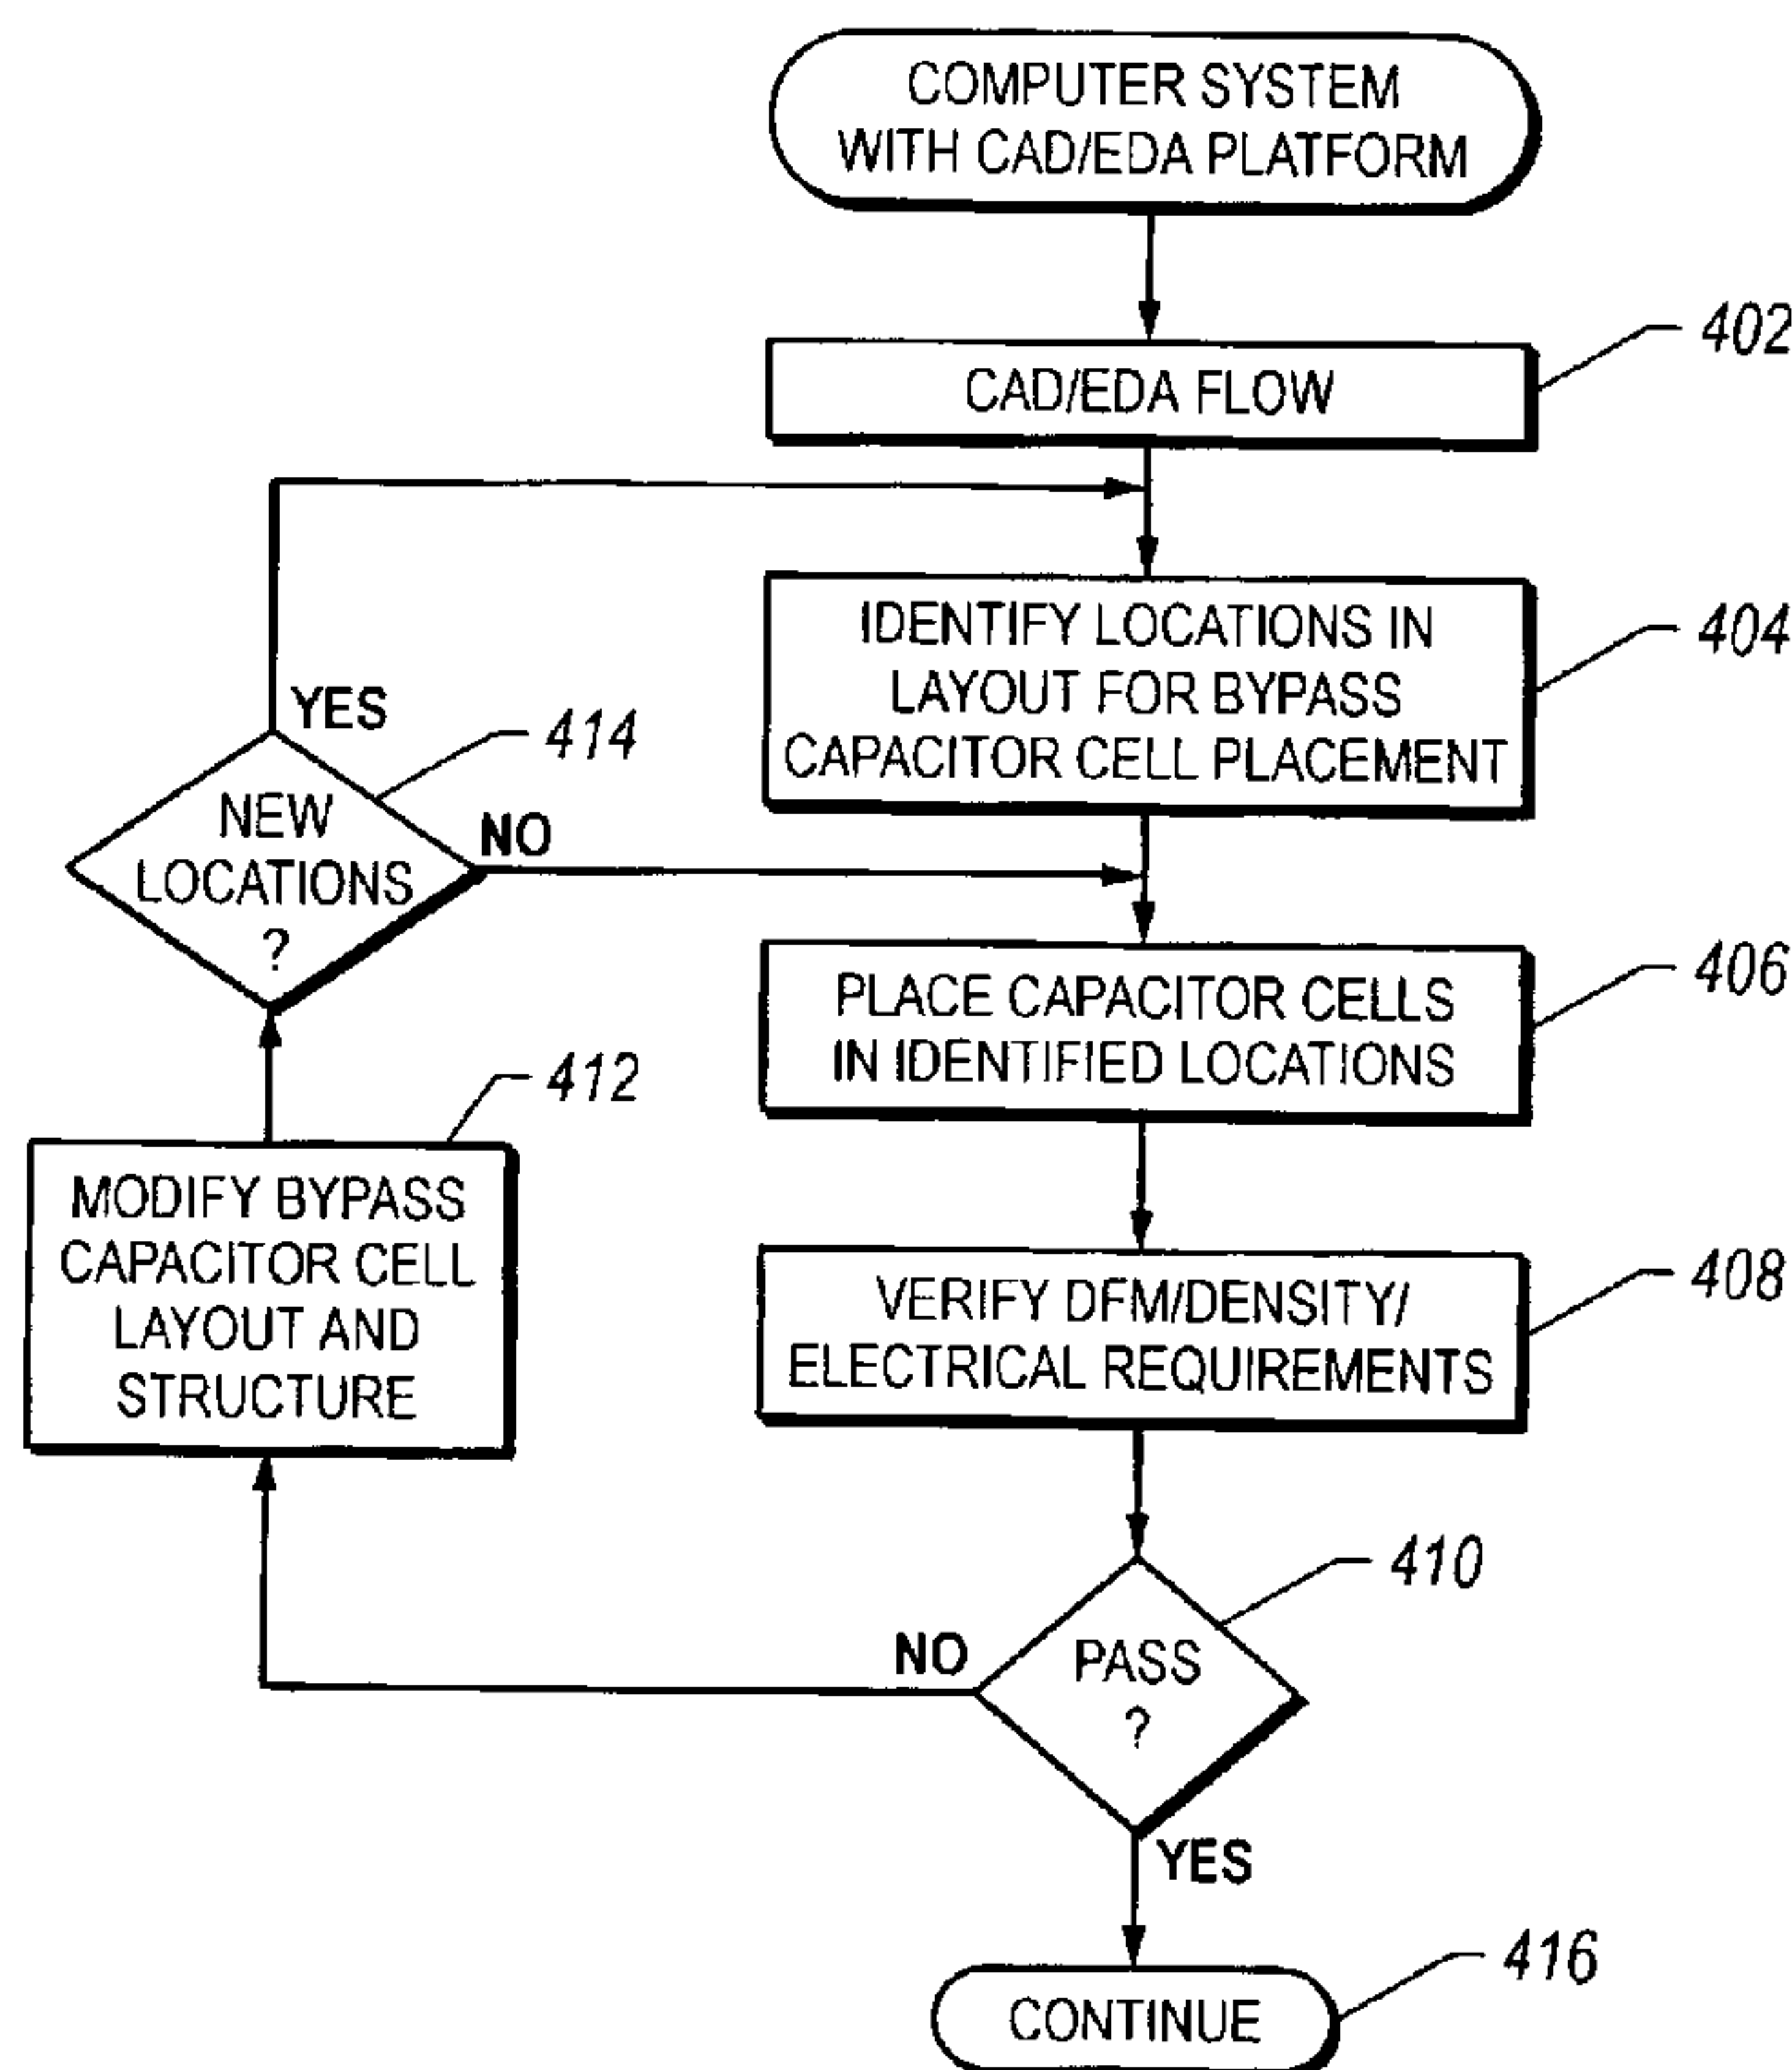 COMPUTER SYSTEM
WITH CAD/EDA PLATFORM
402
CAD/EDA FLOW
404
IDENTIFY LOCATIONS IN
LAYOUT FOR BYPASS
CAPACITOR CELL PLACEMENT
YES
414
NEW
LOCATIONS
?
NO
406
PLACE CAPACITOR CELLS
IN IDENTIFIED LOCATIONS
412
MODIFY BYPASS
CAPACITOR CELL
LAYOUT AND
STRUCTURE
408
VERIFY DFM/DENSITY/
ELECTRICAL REQUIREMENTS
410
NO
PASS
?
YES
416
CONTINUE